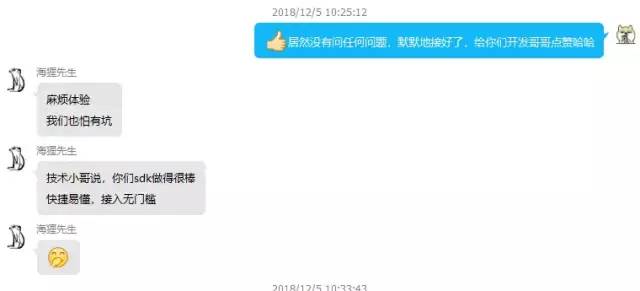 2018/12/5 10:25:12
居然没有问任何问题，默默地接好了，给你们开发哥哥点赞哈哈
海狸先生
麻烦体验
我们也怕有坑
海狸先生
技术小哥说，你们sdk做得很棒
快捷易懂，接入无门槛
海狸先生
2018/12/5 10:33:43